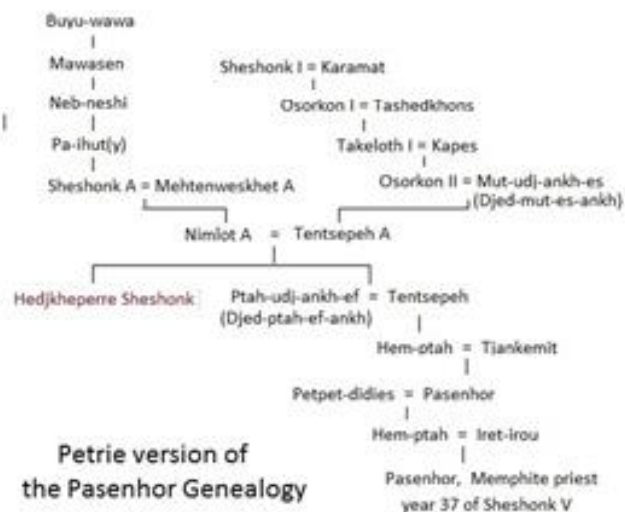 Buyu-wawa
Mawasen
Sheshonk I = Karamat
Neb-neshi
Osorkon I = Tashedkhons
Pa-ihut(y)
Takeloth I = Kapes
Sheshonk A = Mehtenweskhet A
Osorkon II = Mut-udj-ankh-es
(Djed-mut-es-ankh)
Nimlot A = Tentsepeh A
Hedjkheperre Sheshonk
Ptah-udj-ankh-ef = Tentsepeh
(Djed-ptah-ef-ankh)
Hem-ptah = Tjankemit
Petpet-didies = Pasenhor
Hem-ptah = Iret-irou
Pasenhor, Memphite priest
year 37 of Sheshonk V
Petrie version of
the Pasenhor Genealogy